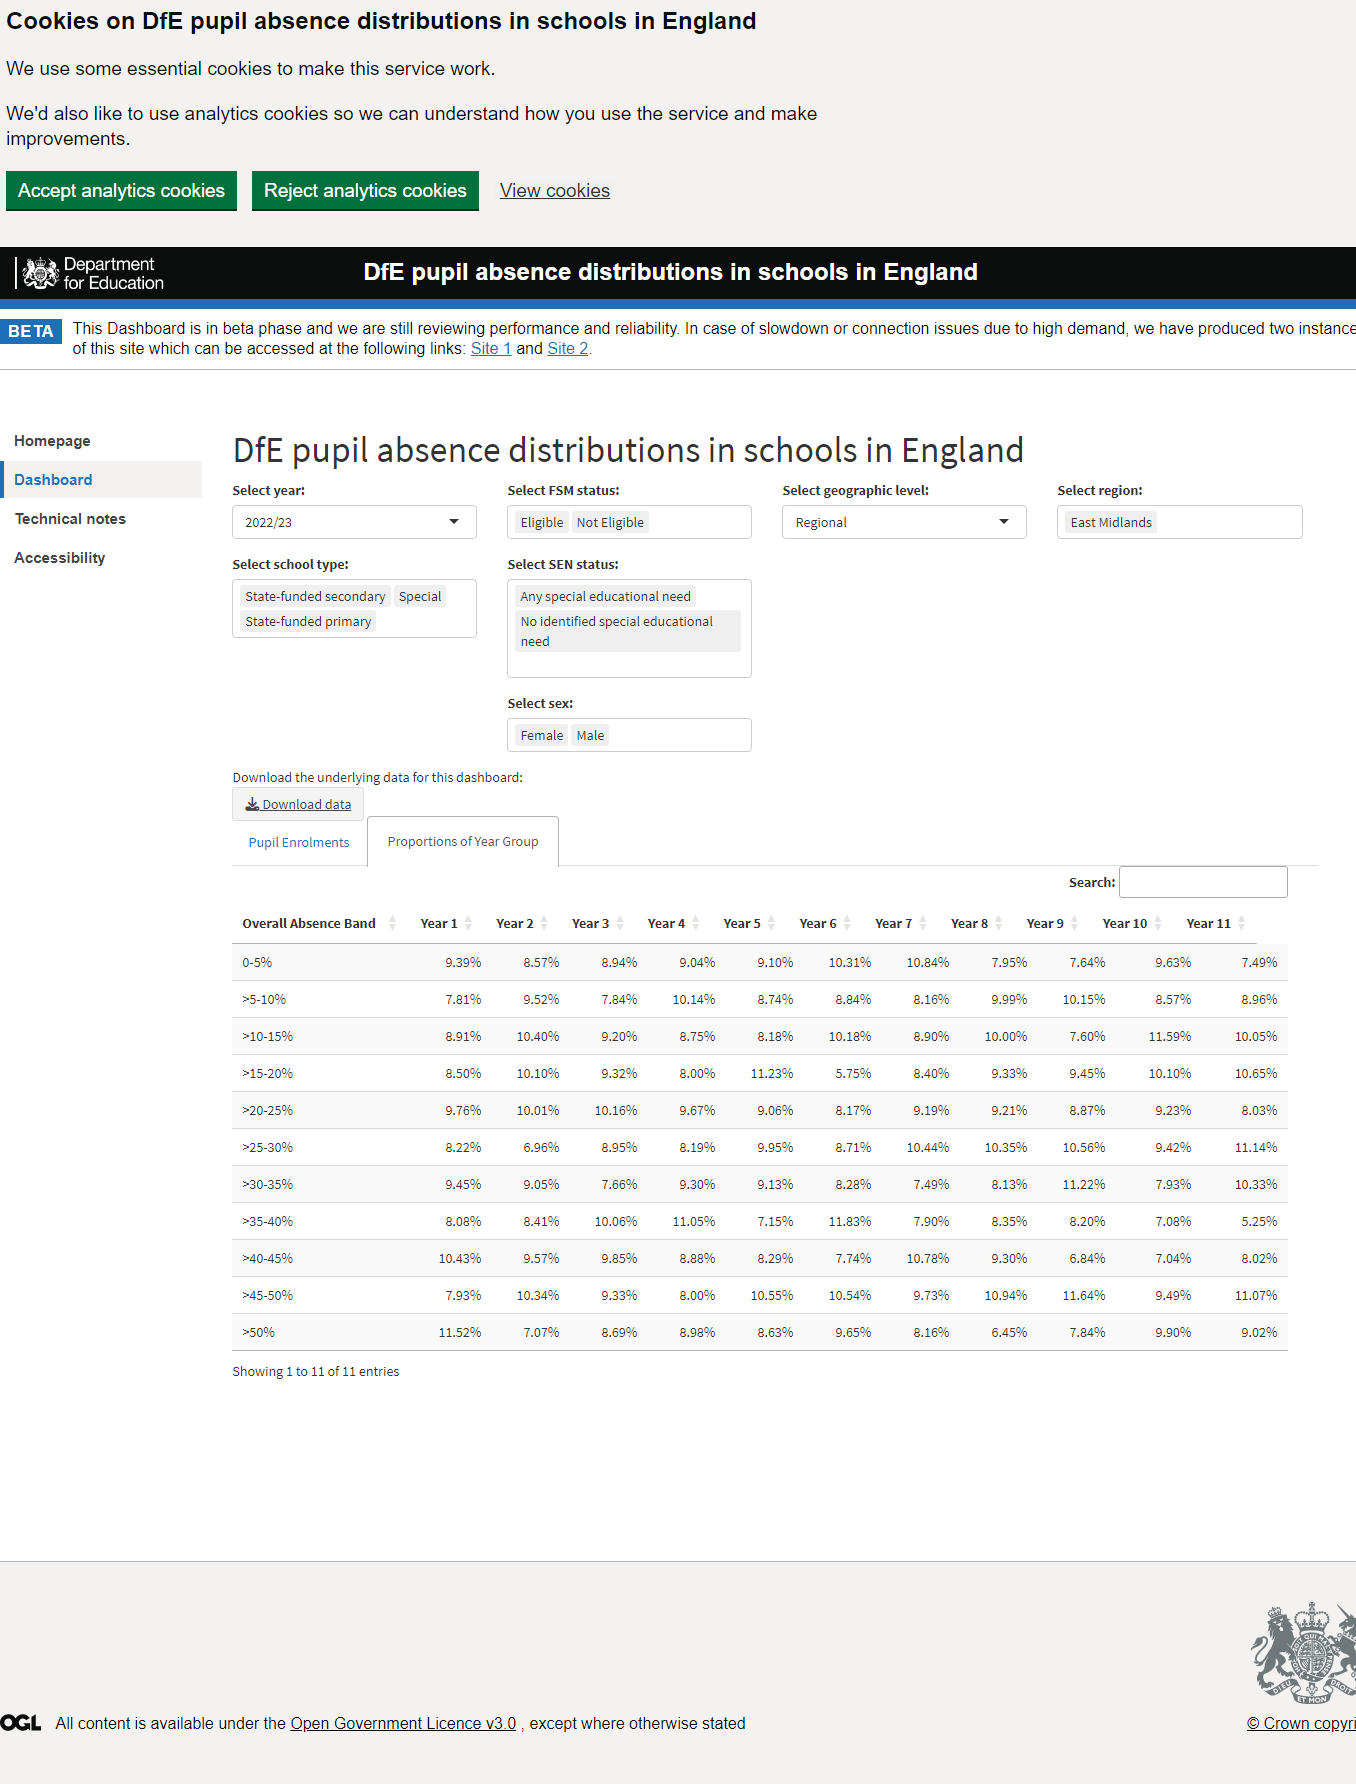 Cookies on DfE pupil absence distributions in schools in England
We use some essential cookies to make this service work.
We'd also like to use analytics cookies so we can understand how you use the service and make
improvements.
Accept analytics cookies Reject analytics cookies View cookies
Department
for Education
DfE pupil absence distributions in schools in England
BETA This Dashboard is in beta phase and we are still reviewing performance and reliability. In case of slowdown or connection issues due to high demand, we have produced two instance
of this site which can be accessed at the following links: Site 1 and Site 2.
Homepage
Dashboard
Technical notes
Accessibility
DfE pupil absence distributions in schools in England
Select year: Select FSM status: Select geographic level: Select region:
2022/23 Eligible Not Eligible Regional East Midlands
Select school type: Select SEN status:
State-funded secondary Special Any special educational need
State-funded primary No identified special educational
need
Select sex:
Female Male
Download the underlying data for this dashboard:
Download data
Pupil Enrolments Proportions of Year Group
Search:
Overall Absence Band Year 1 Year 2 Year 3 Year 4 Year 5 Year 6 Year 7 Year 8 Year 9 Year 10 Year 11
0-5% 9.39% 8.57% 8.94% 9.04% 9.10% 10.31% 10.84% 7.95% 7.64% 9.63% 7.49%
>5-10% 7.81% 9.52% 7.84% 10.14% 8.74% 8.84% 8.16% 9.99% 10.15% 8.57% 8.96%
>10-15% 8.91% 10.40% 9.20% 8.75% 8.18% 10.18% 8.90% 10.00% 7.60% 11.59% 10.05%
>15-20% 8.50% 10.10% 9.32% 8.00% 11.23% 5.75% 8.40% 9.33% 9.45% 10.10% 10.65%
>20-25% 9.76% 10.01% 10.16% 9.67% 9.06% 8.17% 9.19% 9.21% 8.87% 9.23% 8.03%
>25-30% 8.22% 6.96% 8.95% 8.19% 9.95% 8.71% 10.44% 10.35% 10.56% 9.42% 11.14%
>30-35% 9.45% 9.05% 7.66% 9.30% 9.13% 8.28% 7.49% 8.13% 11.22% 7.93% 10.33%
>35-40% 8.08% 8.41% 10.06% 11.05% 7.15% 11.83% 7.90% 8.35% 8.20% 7.08% 5.25%
>40-45% 10.43% 9.57% 9.85% 8.88% 8.29% 7.74% 10.78% 9.30% 6.84% 7.04% 8.02%
>45-50% 7.93% 10.34% 9.33% 8.00% 10.55% 10.54% 9.73% 10.94% 11.64% 9.49% 11.07%
>50% 11.52% 7.07% 8.69% 8.98% 8.63% 9.65% 8.16% 6.45% 7.84% 9.90% 9.02%
Showing 1 to 11 of 11 entries
OGL All content is available under the Open Government Licence v3.0 , except where otherwise stated
© Crown copyri